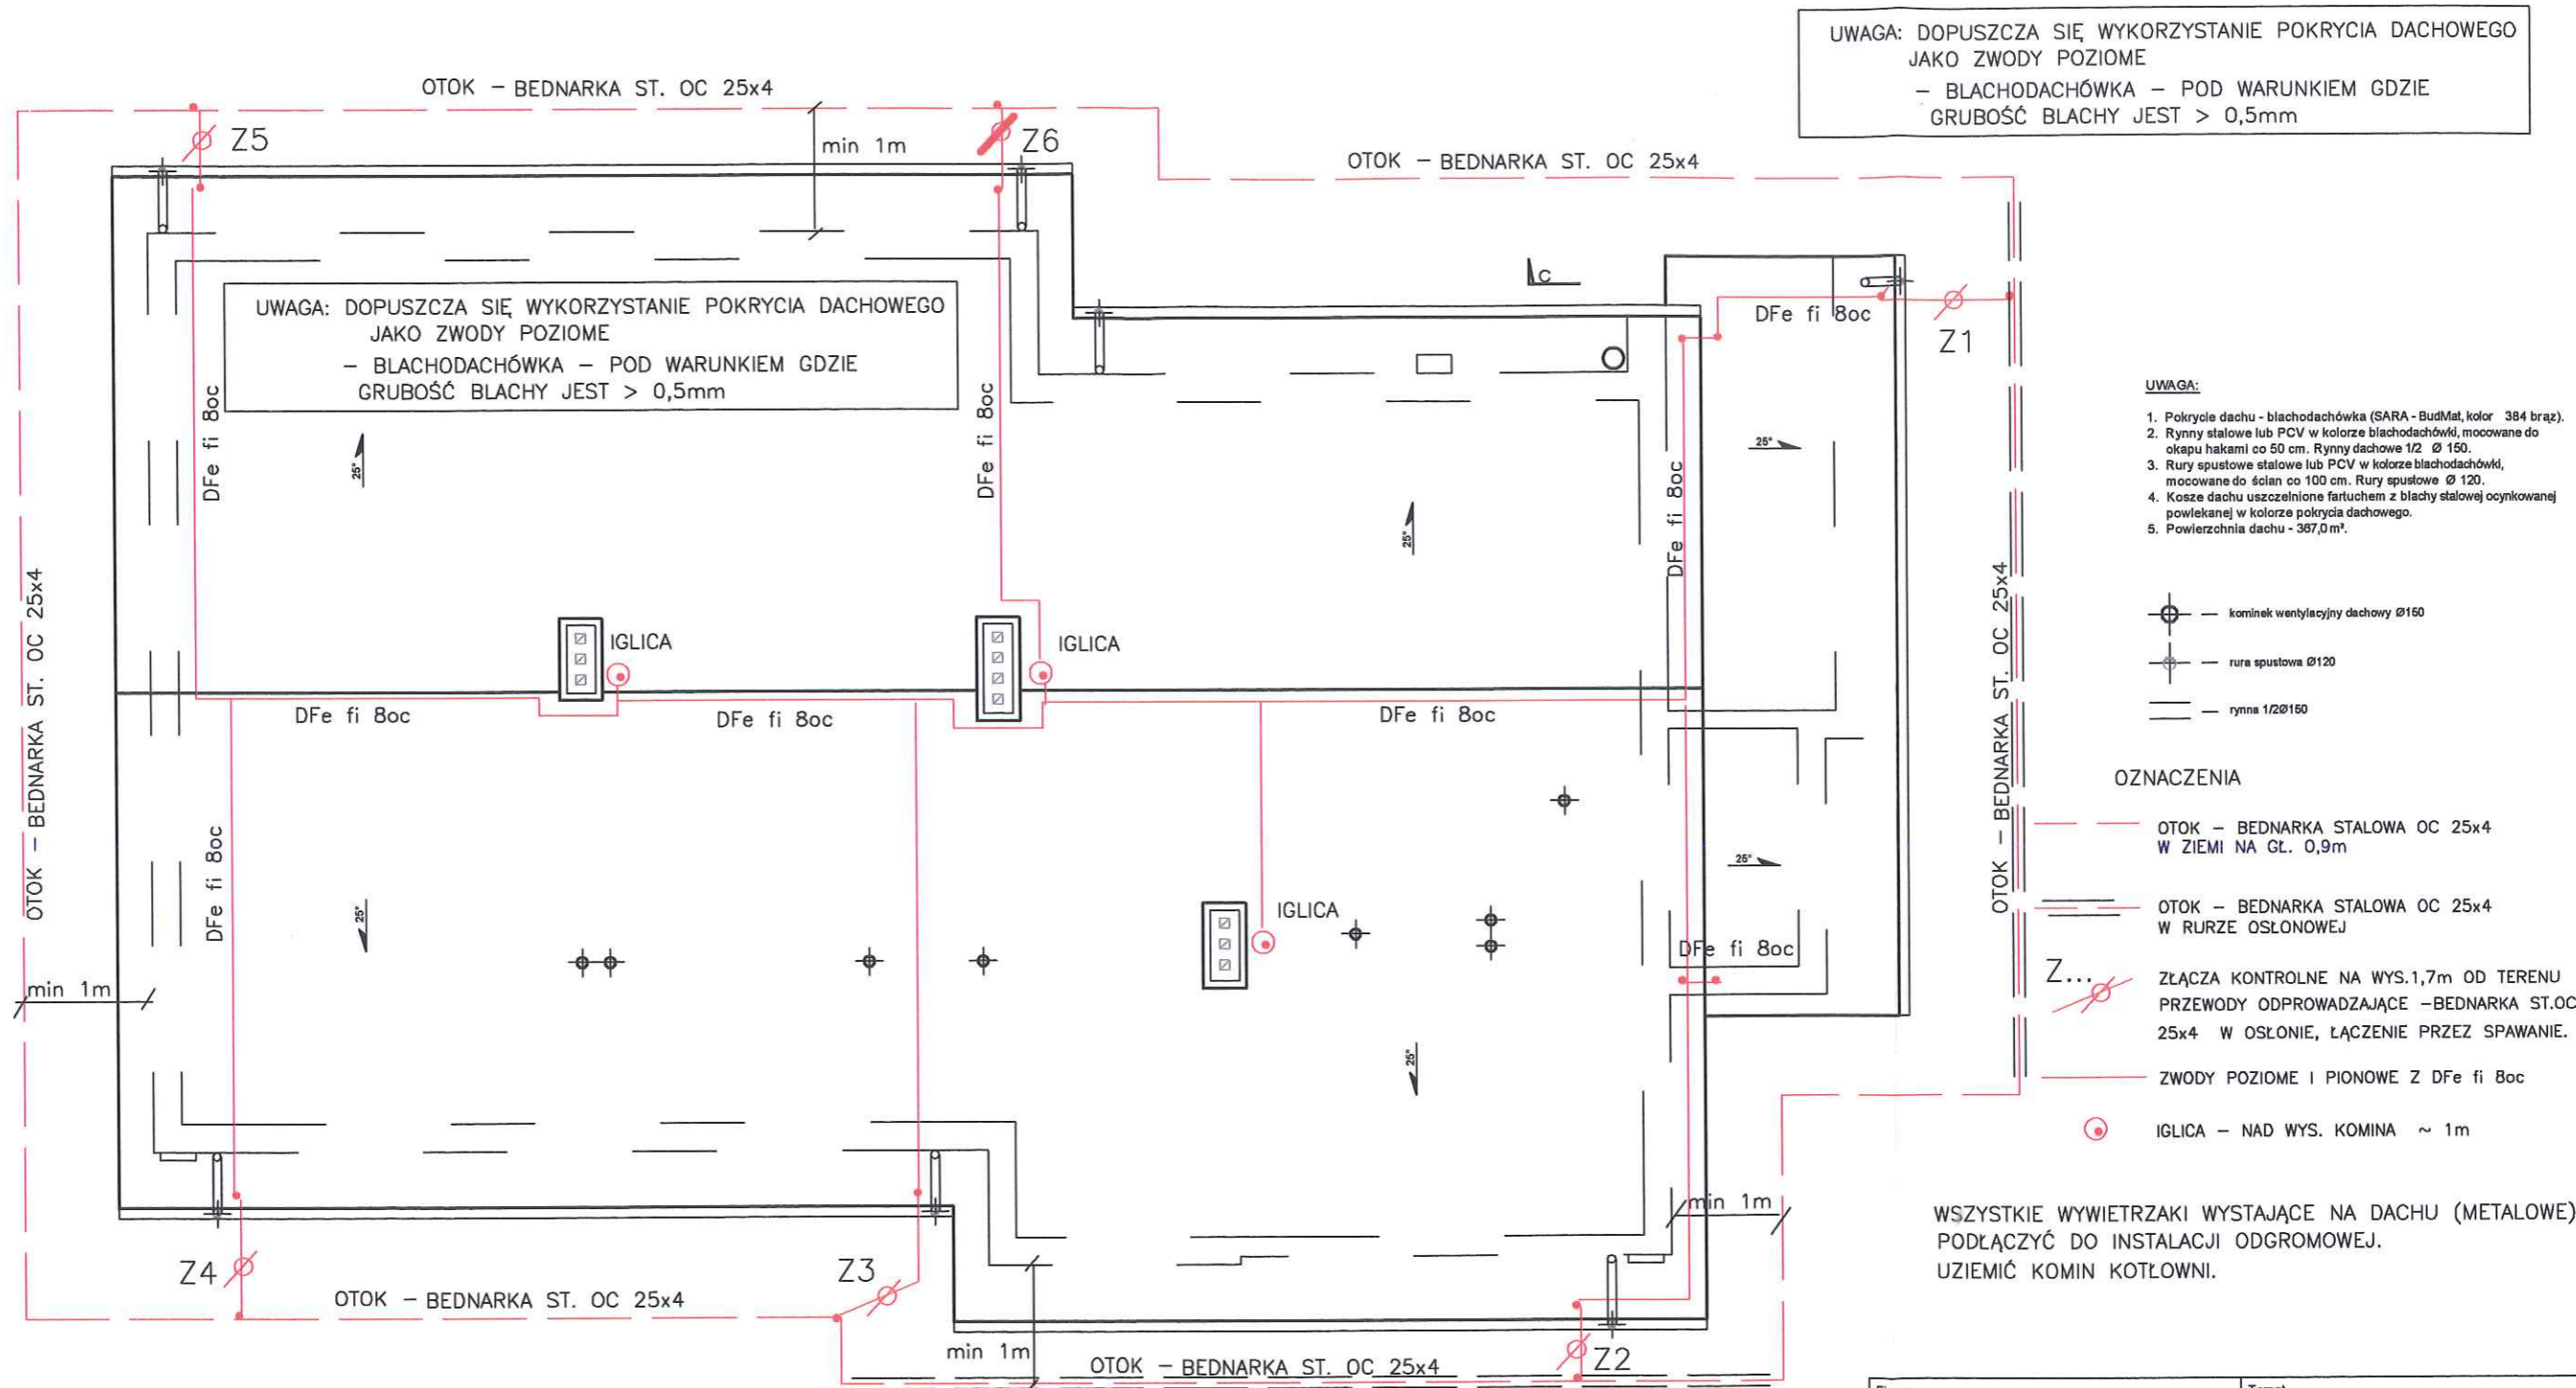 UWAGA: DOPUSZCZA SIĘ WYKORZYSTANIE POKRYCIA DACHOWEGO
JAKO ZWODY POZIOME
- BLACHODACHÓWKA - POD WARUNKIEM GDZIE
GRUBOŚĆ BLACHY JEST > 0,5mm
OTOK - BEDNARKA ST. OC 25x4
Z5
Z6
min 1m
OTOK - BEDNARKA ST. OC 25x4
UWAGA: DOPUSZCZA SIĘ WYKORZYSTANIE POKRYCIA DACHOWEGO
JAKO ZWODY POZIOME
- BLACHODACHÓWKA - POD WARUNKIEM GDZIE
GRUBOŚĆ BLACHY JEST > 0,5mm
C
DFe fi 8oc
Z1
DFe fi 8oc
DFe fi 8oc
DFe fi 8oc
25°
25°
25°
UWAGA:
1. Pokrycie dachu - blachodachówka (SARA - BudMat, kolor 384 brąz).
2. Rynny stalowe lub PCV w kolorze blachodachówki, mocowane do
okapu hakami co 50 cm. Rynny dachowe 1/2 Ø 150.
3. Rury spustowe stalowe lub PCV w kolorze blachodachówki,
mocowane do ścian co 100 cm. Rury spustowe Ø 120.
4. Kosze dachu uszczelnione fartuchem z blachy stalowej ocynkowanej
powlekanej w kolorze pokrycia dachowego.
5. Powierzchnia dachu - 367,0 m².
kominek wentylacyjny dachowy Ø150
rura spustowa Ø120
rynna 1/2Ø150
OTOK - BEDNARKA ST. OC 25x4
OTOK - BEDNARKA ST. OC 25x4
IGLICA
IGLICA
DFe fi 8oc
DFe fi 8oc
DFe fi 8oc
OZNACZENIA
OTOK - BEDNARKA STALOWA OC 25x4
W ZIEMI NA GŁ. 0,9m
OTOK - BEDNARKA STALOWA OC 25x4
W RURZE OSŁONOWEJ
Z...
ZŁĄCZA KONTROLNE NA WYS.1,7m OD TERENU
PRZEWODY ODPROWADZAJĄCE -BEDNARKA ST.OC
25x4 W OSŁONIE, ŁĄCZENIE PRZEZ SPAWANIE.
ZWODY POZIOME I PIONOWE Z DFe fi 8oc
IGLICA - NAD WYS. KOMINA ~ 1m
DFe fi 8oc
25°
25°
IGLICA
DFe fi 8oc
min 1m
25°
min 1m
WSZYSTKIE WYWIETRZAKI WYSTAJĄCE NA DACHU (METALOWE)
PODŁĄCZYĆ DO INSTALACJI ODGROMOWEJ.
UZIEMIĆ KOMIN KOTŁOWNI.
Z4
Z3
OTOK - BEDNARKA ST. OC 25x4
min 1m
OTOK - BEDNARKA ST. OC 25x4
Z2